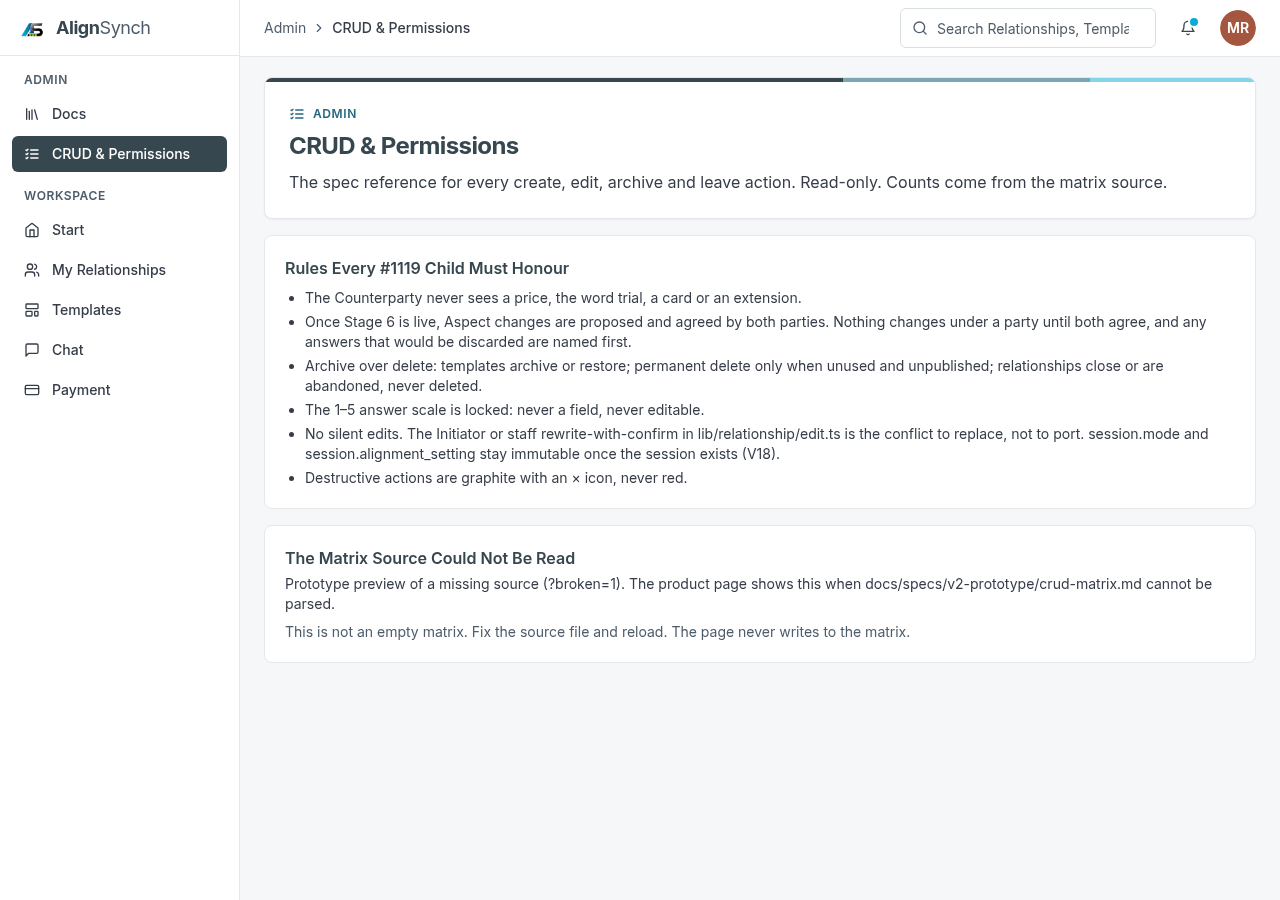 AlignSynch
Admin
CRUD & Permissions
Search Relationships, Templa
MR
ADMIN
Docs
CRUD & Permissions
WORKSPACE
Start
My Relationships
Templates
Chat
Payment
ADMIN
CRUD & Permissions
The spec reference for every create, edit, archive and leave action. Read-only. Counts come from the matrix source.
Rules Every #1119 Child Must Honour
• The Counterparty never sees a price, the word trial, a card or an extension.
• Once Stage 6 is live, Aspect changes are proposed and agreed by both parties. Nothing changes under a party until both agree, and any
answers that would be discarded are named first.
• Archive over delete: templates archive or restore; permanent delete only when unused and unpublished; relationships close or are
abandoned, never deleted.
• The 1–5 answer scale is locked: never a field, never editable.
• No silent edits. The Initiator or staff rewrite-with-confirm in lib/relationship/edit.ts is the conflict to replace, not to port. session.mode and
session.alignment_setting stay immutable once the session exists (V18).
• Destructive actions are graphite with an × icon, never red.
The Matrix Source Could Not Be Read
Prototype preview of a missing source (?broken=1). The product page shows this when docs/specs/v2-prototype/crud-matrix.md cannot be
parsed.
This is not an empty matrix. Fix the source file and reload. The page never writes to the matrix.